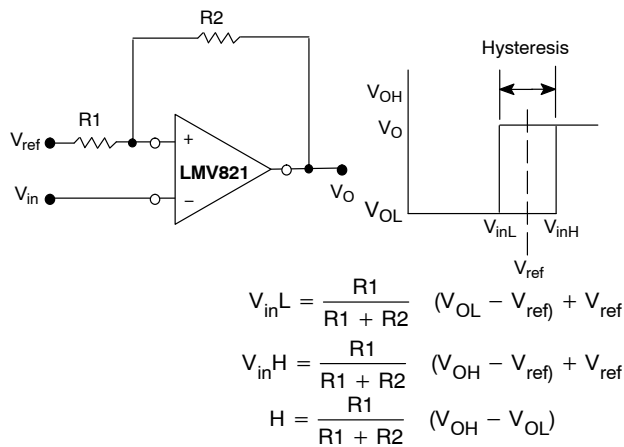 R2
Hysteresis
R1
V_OH
V_ref
+
LMV821
V_O
V_in
−
V_O
V_OL
V_inL
V_inH
V_ref
V_inL = R1 / (R1 + R2) (V_OL − V_ref) + V_ref
V_inH = R1 / (R1 + R2) (V_OH − V_ref) + V_ref
H = R1 / (R1 + R2) (V_OH − V_OL)